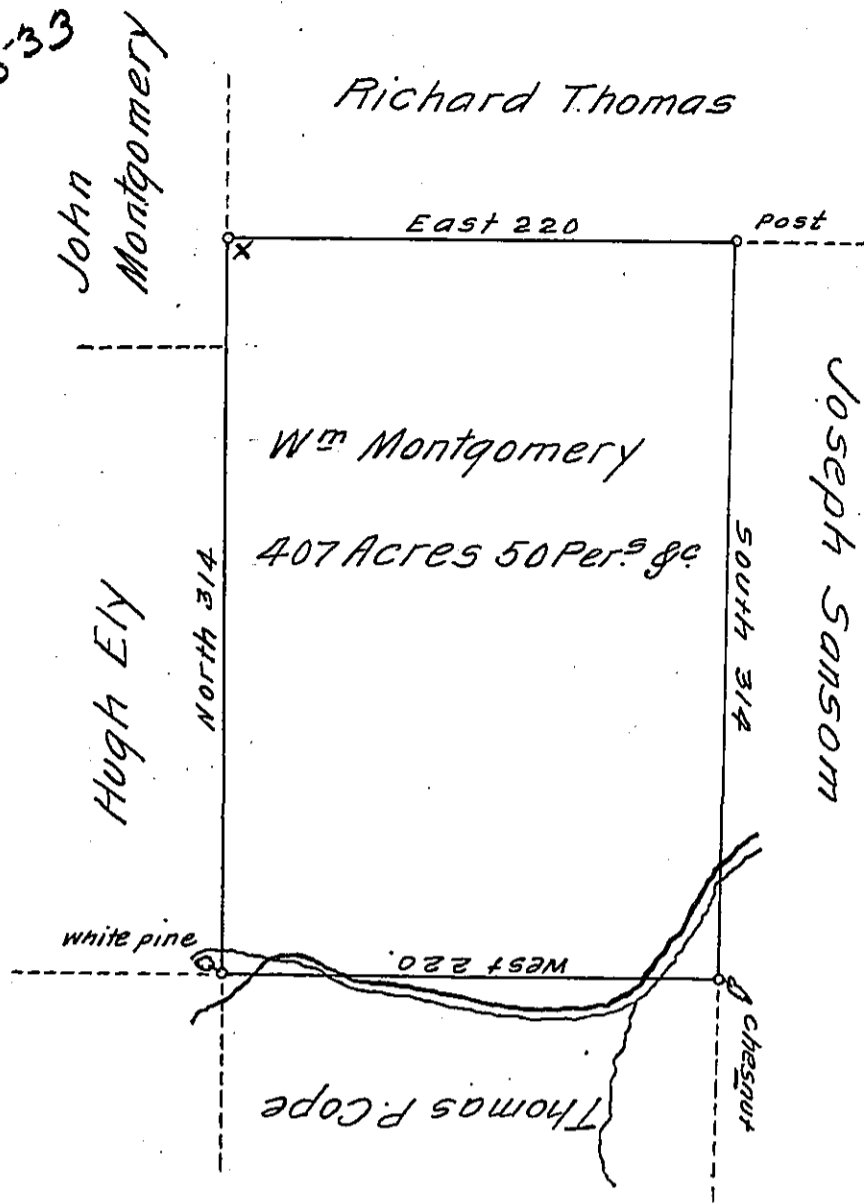 John
Montgomery
Richard Thomas
East 220
Post
x
Wm Montgomery
407 Acres 50 Pers &c
Hugh Ely
North 314
South 314
Joseph Sansom
white pine
West 220
Chesnut
Thomas P. Cope